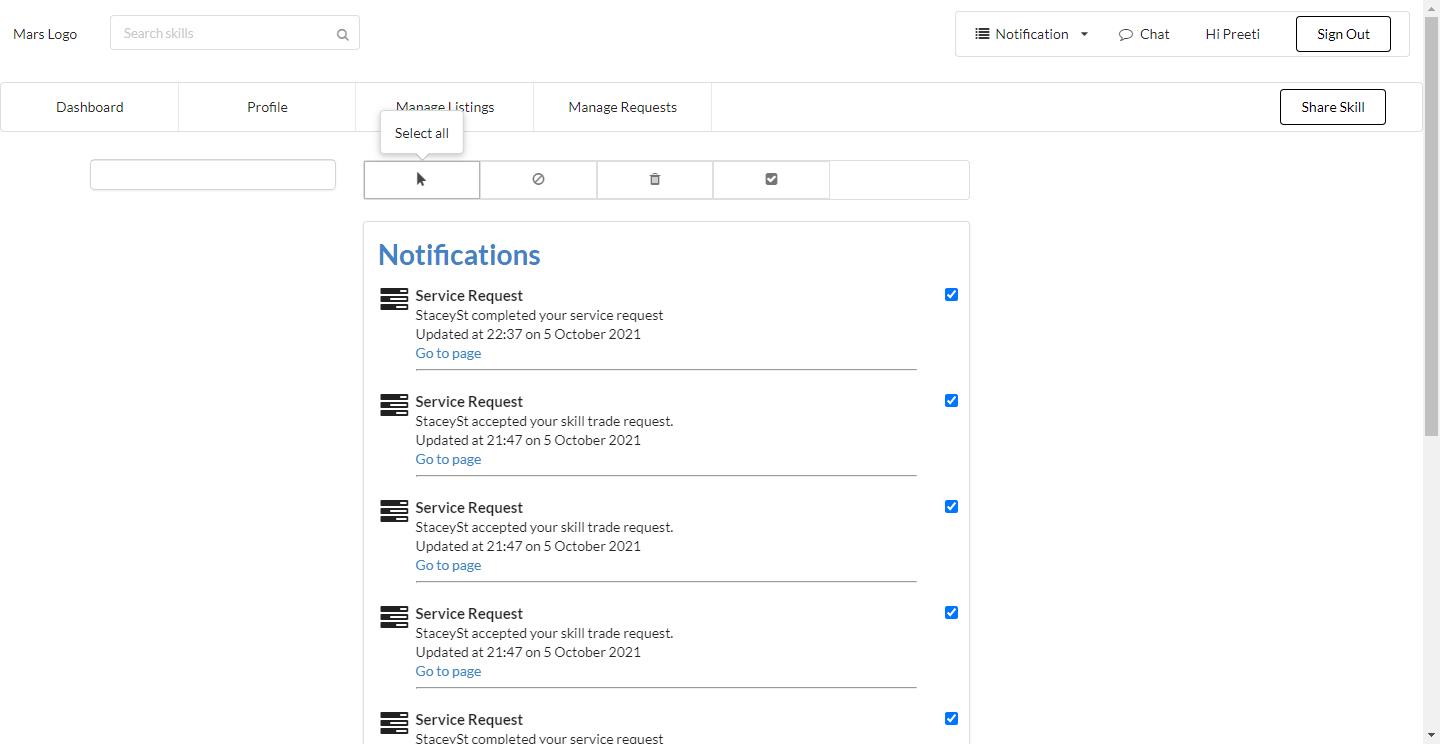 Mars Logo
Search skills
Notification
Chat
Hi Preeti
Sign Out
Dashboard
Profile
Manage Listings
Manage Requests
Share Skill
Select all
Notifications
Service Request
StaceySt completed your service request
Updated at 22:37 on 5 October 2021
Go to page
Service Request
StaceySt accepted your skill trade request.
Updated at 21:47 on 5 October 2021
Go to page
Service Request
StaceySt accepted your skill trade request.
Updated at 21:47 on 5 October 2021
Go to page
Service Request
StaceySt accepted your skill trade request.
Updated at 21:47 on 5 October 2021
Go to page
Service Request
StaceySt completed your service request